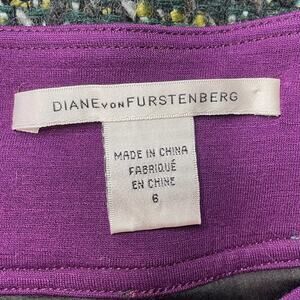 DIANE VON FURSTENBERG
MADE IN CHINA
FABRIQUÉ
EN CHINE
6